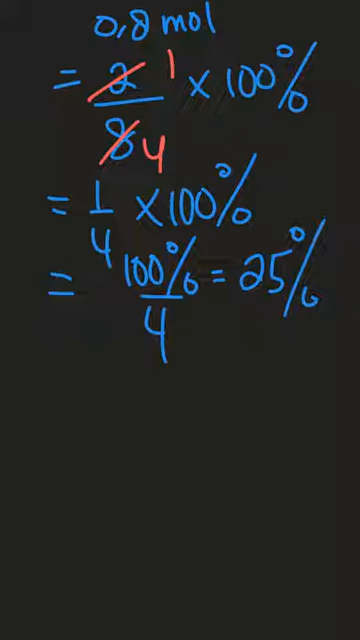 0,8 mol
= 2 1 / 8 4 × 100%
= 1/4 × 100%
= 100%/4 = 25%